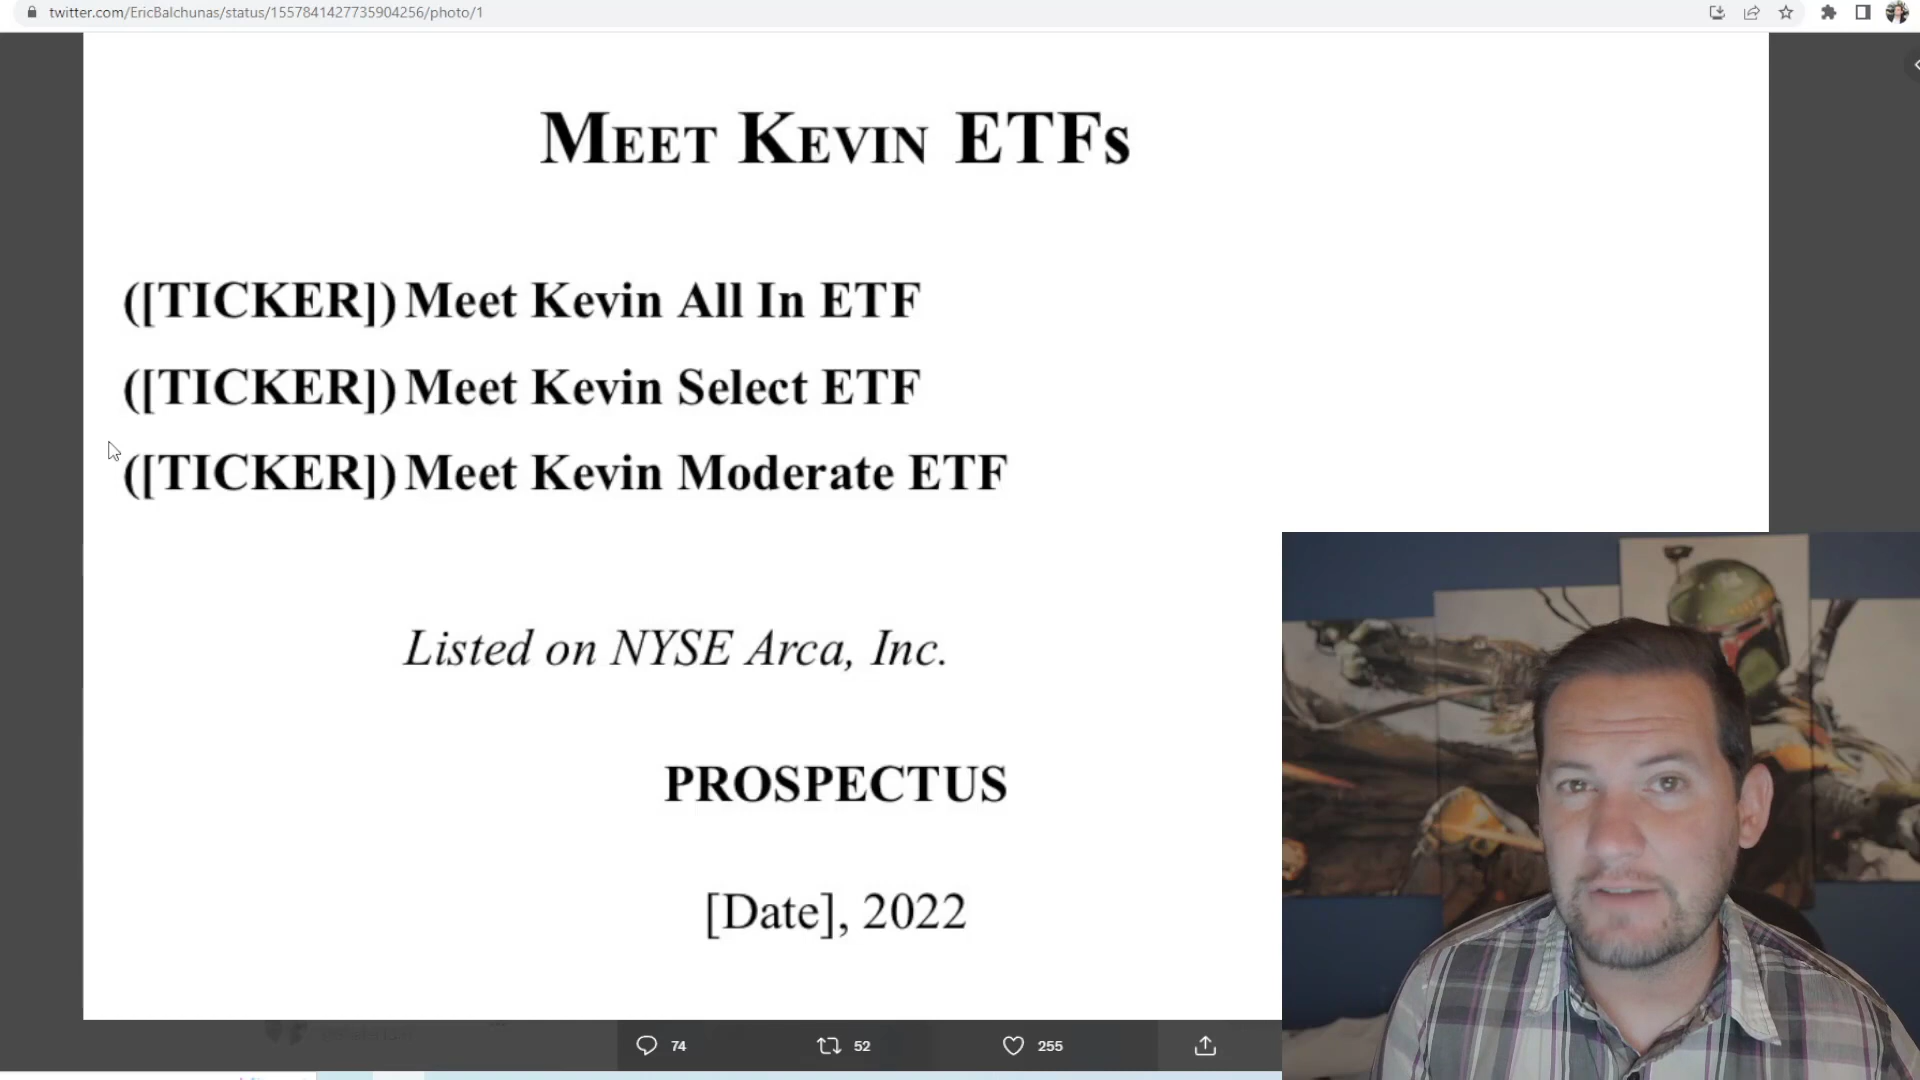 twitter.com/EricBalchunas/status/1557841427735904256/photo/1
MEET KEVIN ETFs
([TICKER]) Meet Kevin All In ETF
([TICKER]) Meet Kevin Select ETF
([TICKER]) Meet Kevin Moderate ETF
Listed on NYSE Arca, Inc.
PROSPECTUS
[Date], 2022
74 52 255